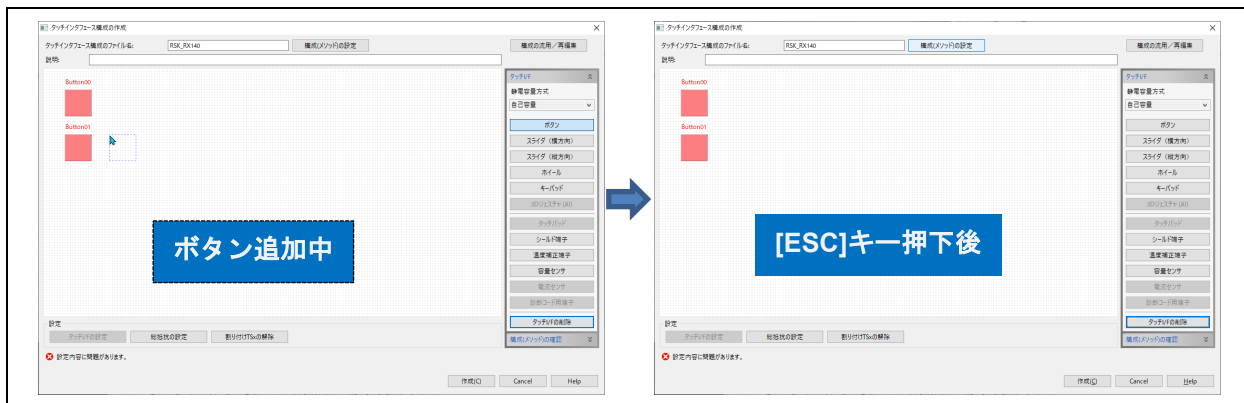 タッチインタフェース構成の作成
タッチインタフェース構成のファイル名: RSK_RX140 構成(メソッド)の設定 構成の流用/再編集
説明:
Button00
Button01
タッチI/F
静電容量方式
自己容量
ボタン
スライダ (横方向)
スライダ (縦方向)
ホイール
キーパッド
3Dジェスチャ (AI)
タッチパッド
シールド端子
温度補正端子
容量センサ
電流センサ
診断コード用端子
タッチI/Fの削除
構成(メソッド)の確認
ボタン追加中
設定
タッチI/Fの設定 総抵抗の設定 割り付けTSxの解除
設定内容に問題があります。
作成(C) Cancel Help
タッチインタフェース構成の作成
タッチインタフェース構成のファイル名: RSK_RX140 構成(メソッド)の設定 構成の流用/再編集
説明:
Button00
Button01
タッチI/F
静電容量方式
自己容量
ボタン
スライダ (横方向)
スライダ (縦方向)
ホイール
キーパッド
3Dジェスチャ (AI)
タッチパッド
シールド端子
温度補正端子
容量センサ
電流センサ
診断コード用端子
タッチI/Fの削除
構成(メソッド)の確認
[ESC]キー押下後
設定
タッチI/Fの設定 総抵抗の設定 割り付けTSxの解除
設定内容に問題があります。
作成(C) Cancel Help